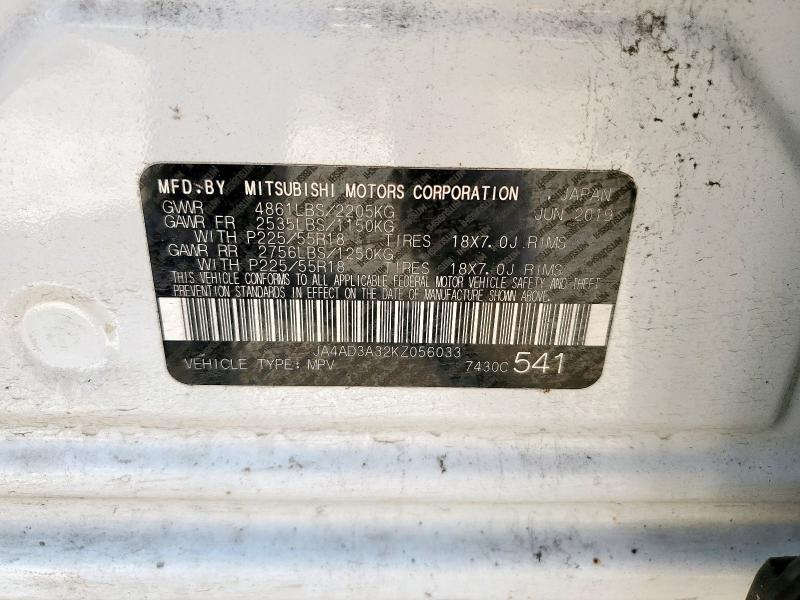 MFD.BY MITSUBISHI MOTORS CORPORATION JAPAN
GVWR 4861LBS/2205KG JUN 2019
GAWR FR 2535LBS/1150KG
WITH P225/55R18 TIRES 18X7.0J RIMS
GAWR RR 2756LBS/1250KG
WITH P225/55R18 TIRES 18X7.0J RIMS
THIS VEHICLE CONFORMS TO ALL APPLICABLE FEDERAL MOTOR VEHICLE SAFETY AND THEFT
PREVENTION STANDARDS IN EFFECT ON THE DATE OF MANUFACTURE SHOWN ABOVE.
JA4AD3A32KZ056033
VEHICLE TYPE: MPV 7430C 541